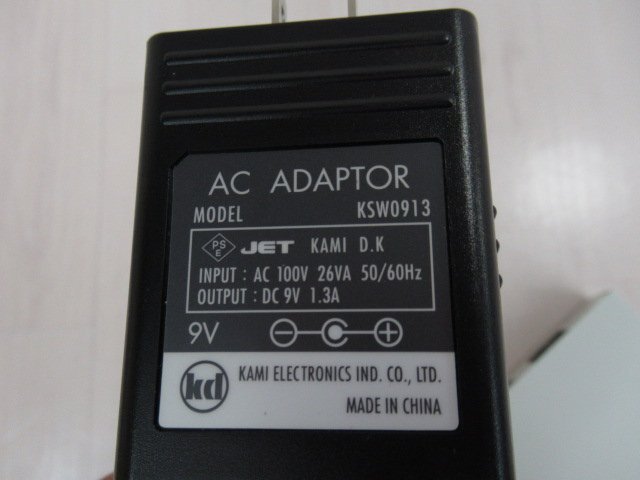 AC ADAPTOR
MODEL KSW0913
PS E JET KAMI D.K
INPUT : AC 100V 26VA 50/60Hz
OUTPUT : DC 9V 1.3A
9V
kd KAMI ELECTRONICS IND. CO., LTD.
MADE IN CHINA